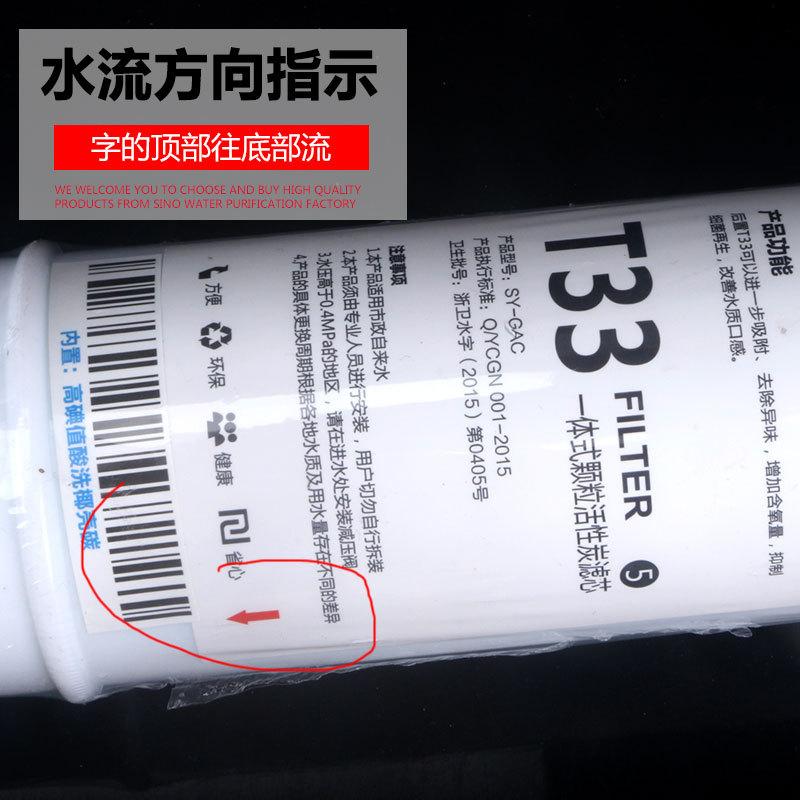 水流方向指示
字的顶部往底部流
WE WELCOME YOU TO CHOOSE AND BUY HIGH QUALITY
PRODUCTS FROM SINO WATER PURIFICATION FACTORY
产品功能
后置T33可以进一步吸附、去除异味，增加含氧量，抑制
细菌再生，改善水质口感。
T33 FILTER 5
一体式颗粒活性炭滤芯
产品型号：SY-GAC
产品执行标准：Q/YCGN 001-2015
卫生批号：浙卫水字（2015）第0405号
注意事项
1.本产品适用市政自来水
2.本产品须由专业人员进行安装，用户切勿自行拆装
3.水压高于0.4MPa的地区，请在进水处安装减压阀
4.产品的具体更换周期根据各地水质及用水量存在不同的差异
方便
环保
健康
省心
内置：高碘值酸洗椰壳碳